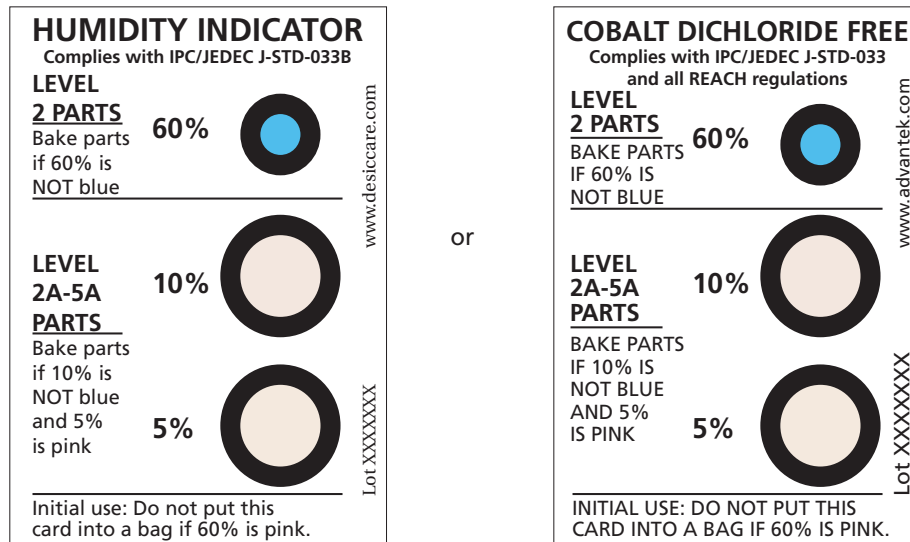 HUMIDITY INDICATOR
Complies with IPC/JEDEC J-STD-033B
LEVEL
2 PARTS
Bake parts
if 60% is
NOT blue
60%
www.desiccare.com
LEVEL
2A-5A
PARTS
Bake parts
if 10% is
NOT blue
and 5%
is pink
10%
5%
Lot XXXXXXX
Initial use: Do not put this
card into a bag if 60% is pink.
or
COBALT DICHLORIDE FREE
Complies with IPC/JEDEC J-STD-033
and all REACH regulations
LEVEL
2 PARTS
BAKE PARTS
IF 60% IS
NOT BLUE
60%
www.advantek.com
LEVEL
2A-5A
PARTS
BAKE PARTS
IF 10% IS
NOT BLUE
AND 5%
IS PINK
10%
5%
Lot XXXXXXX
INITIAL USE: DO NOT PUT THIS
CARD INTO A BAG IF 60% IS PINK.